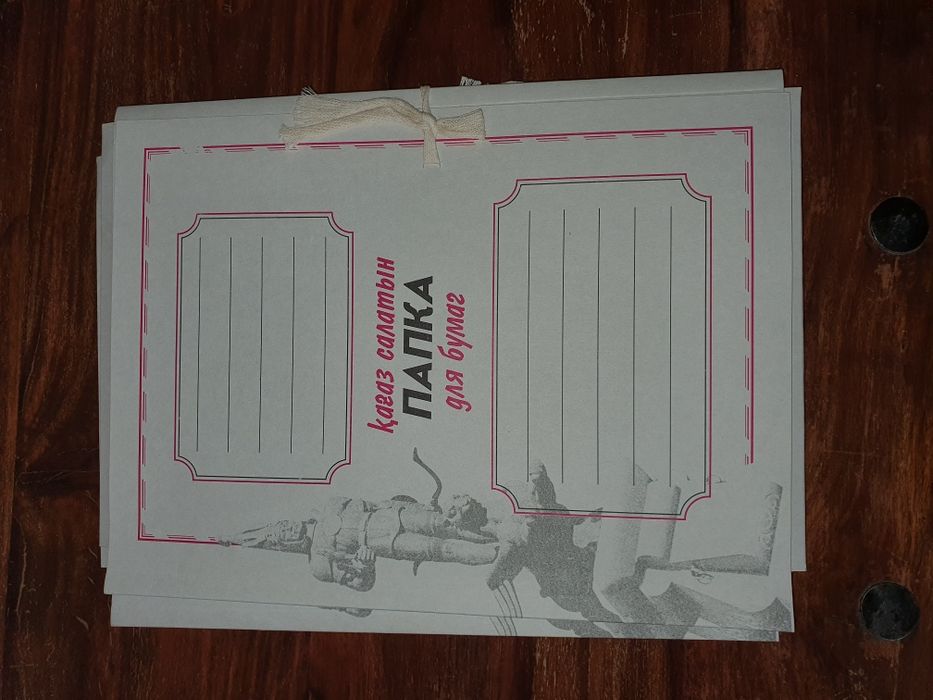 қағаз салатын
ПАПКА
для бумаг